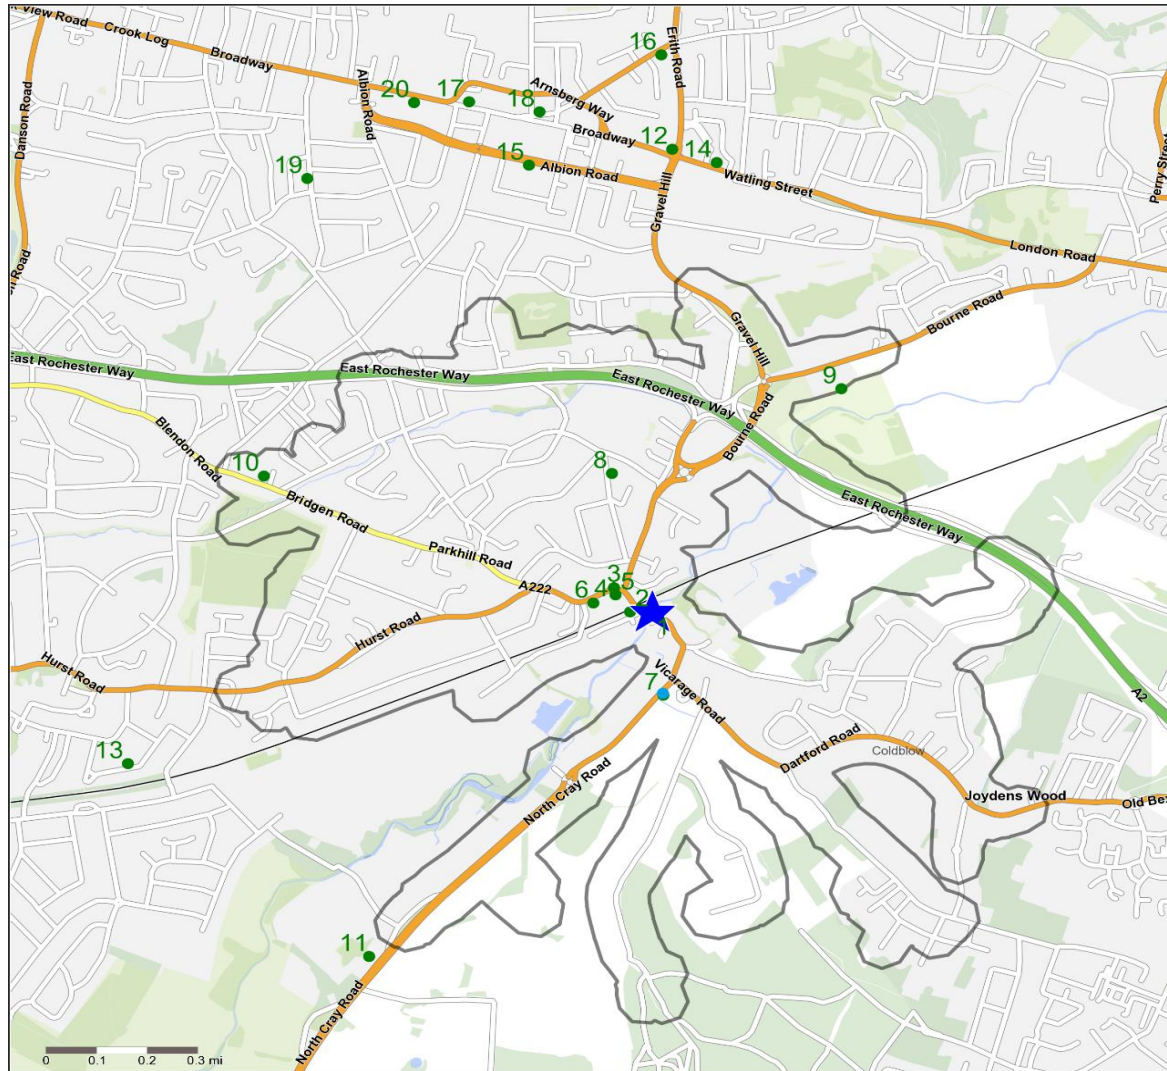 k View Road
Crook Log
Broadway
Erith Road
16
Danson Road
Albion Road
20
17
18
Arnsberg Way
Broadway
12
14
Perry Street
19
15
Albion Road
Watling Street
Gravel Hill
London Road
on Road
Bourne Road
Gravel Hill
East Rochester Way
East Rochester Way
East Rochester Way
9
Bourne Road
Blendon Road
10
8
Bridgen Road
East Rochester Way
Parkhill Road
A222
3
6
4
5
2
1
Hurst Road
Hurst Road
7
Vicarage Road
A2
13
Dartford Road
Coldblow
North Cray Road
Joydens Wood
Old Be
11
North Cray Road
0 0.1 0.2 0.3 mi